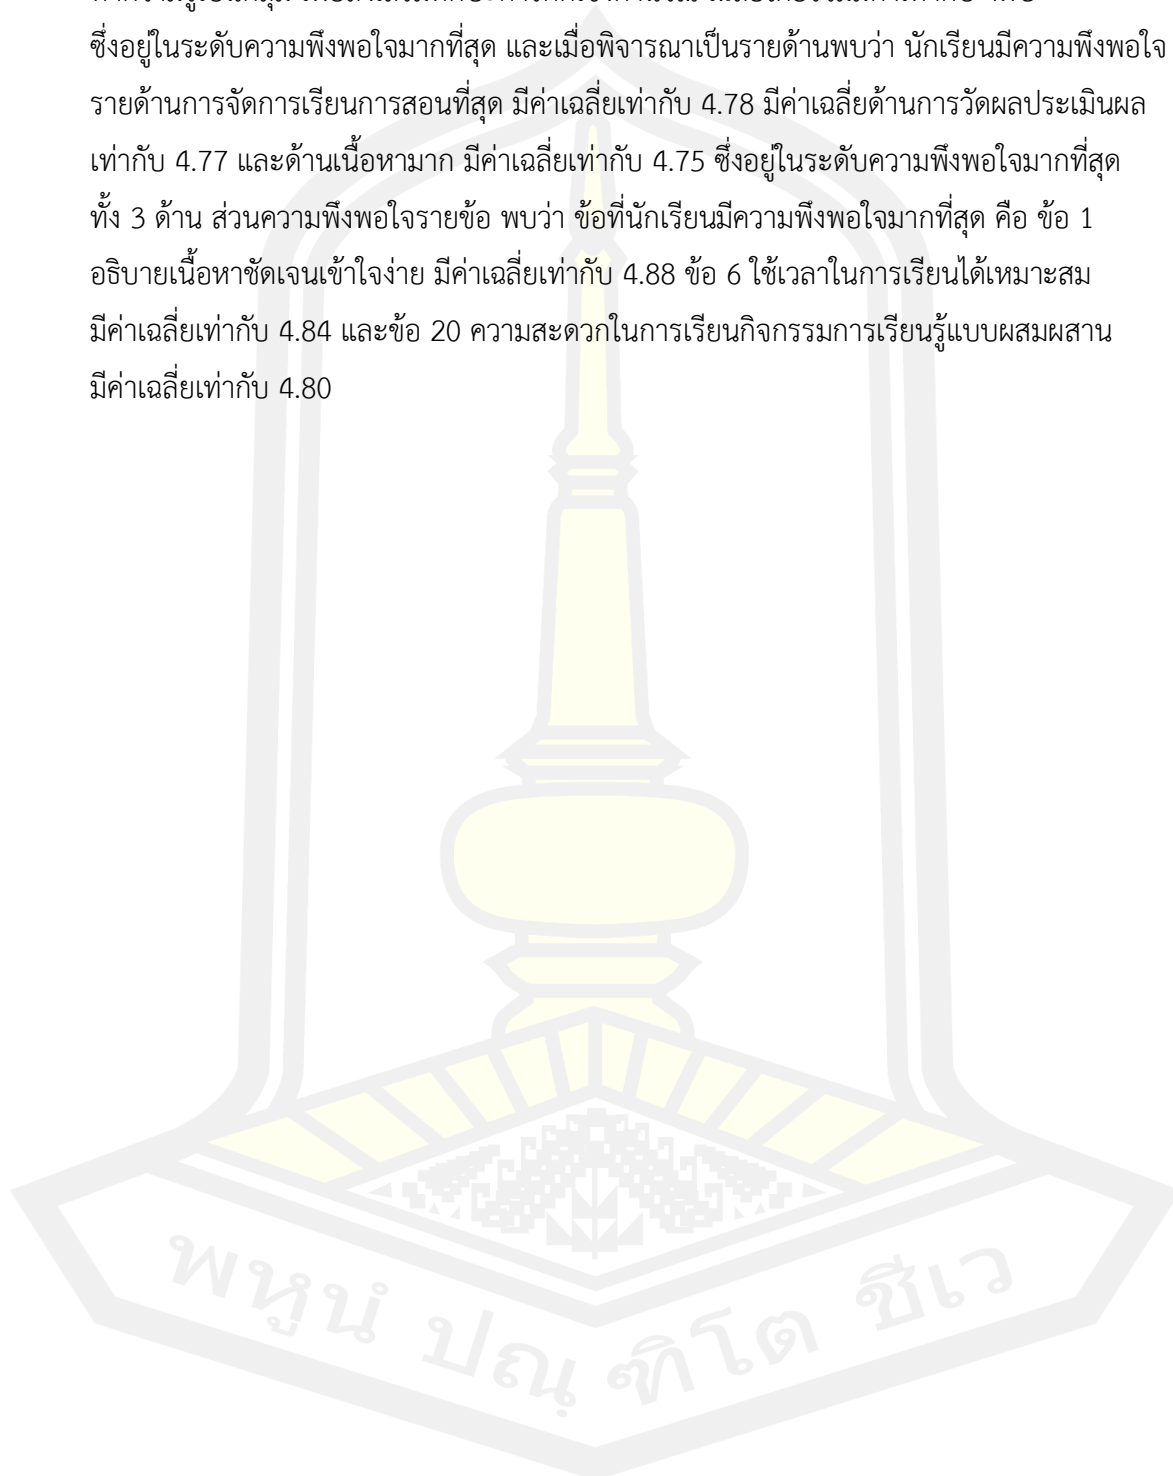 ซึ่งอยู่ในระดับความพึงพอใจมากที่สุด และเมื่อพิจารณาเป็นรายด้านพบว่า นักเรียนมีความพึงพอใจ
รายด้านการจัดการเรียนการสอนที่สุด มีค่าเฉลี่ยเท่ากับ 4.78 มีค่าเฉลี่ยด้านการวัดผลประเมินผล
เท่ากับ 4.77 และด้านเนื้อหามาก มีค่าเฉลี่ยเท่ากับ 4.75 ซึ่งอยู่ในระดับความพึงพอใจมากที่สุด
ทั้ง 3 ด้าน ส่วนความพึงพอใจรายข้อ พบว่า ข้อที่นักเรียนมีความพึงพอใจมากที่สุด คือ ข้อ 1
อธิบายเนื้อหาชัดเจนเข้าใจง่าย มีค่าเฉลี่ยเท่ากับ 4.88 ข้อ 6 ใช้เวลาในการเรียนได้เหมาะสม
มีค่าเฉลี่ยเท่ากับ 4.84 และข้อ 20 ความสะดวกในการเรียนกิจกรรมการเรียนรู้แบบผสมผสาน
มีค่าเฉลี่ยเท่ากับ 4.80
พหูนํ ปณฺฑิโต ชีเว